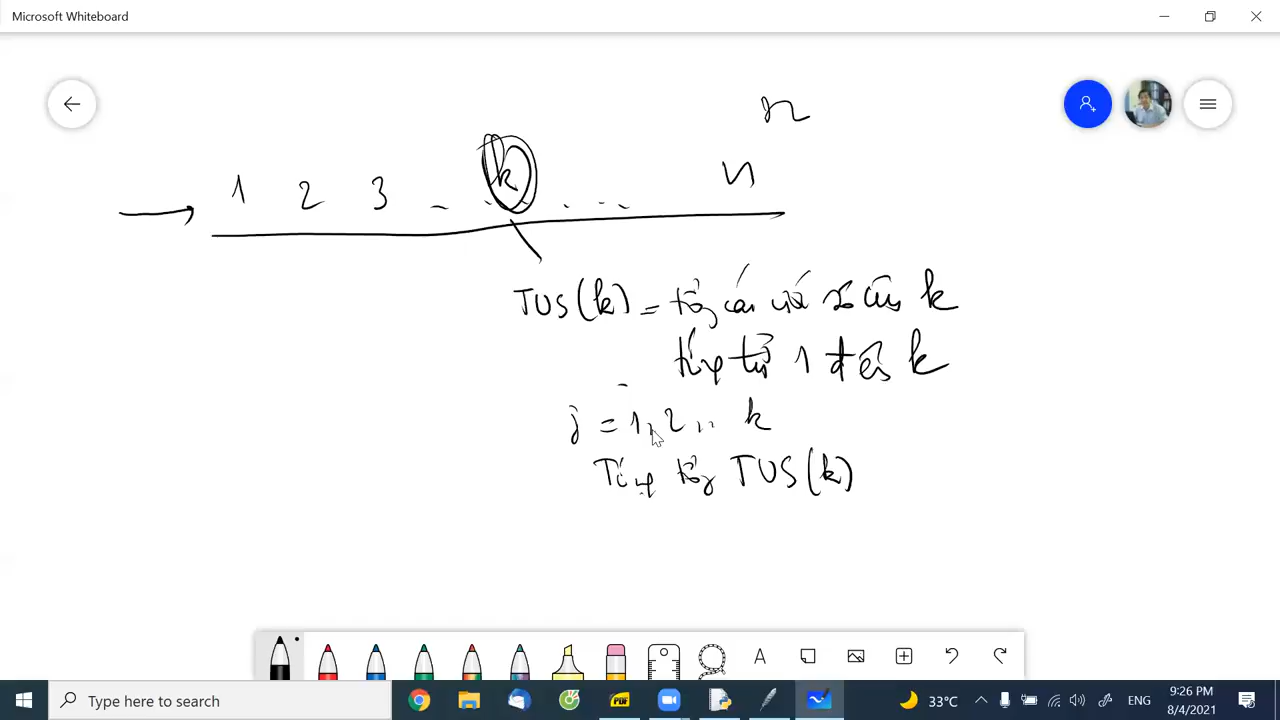 Microsoft Whiteboard
n
1 2 3 . . . k . . . n
TUS(k) = tổng các ước số của k
tính từ 1 đến k
j = 1, 2, .. k
Tính tổng TUS(k)
A
Type here to search
PDF
33°C
ENG
9:26 PM
8/4/2021